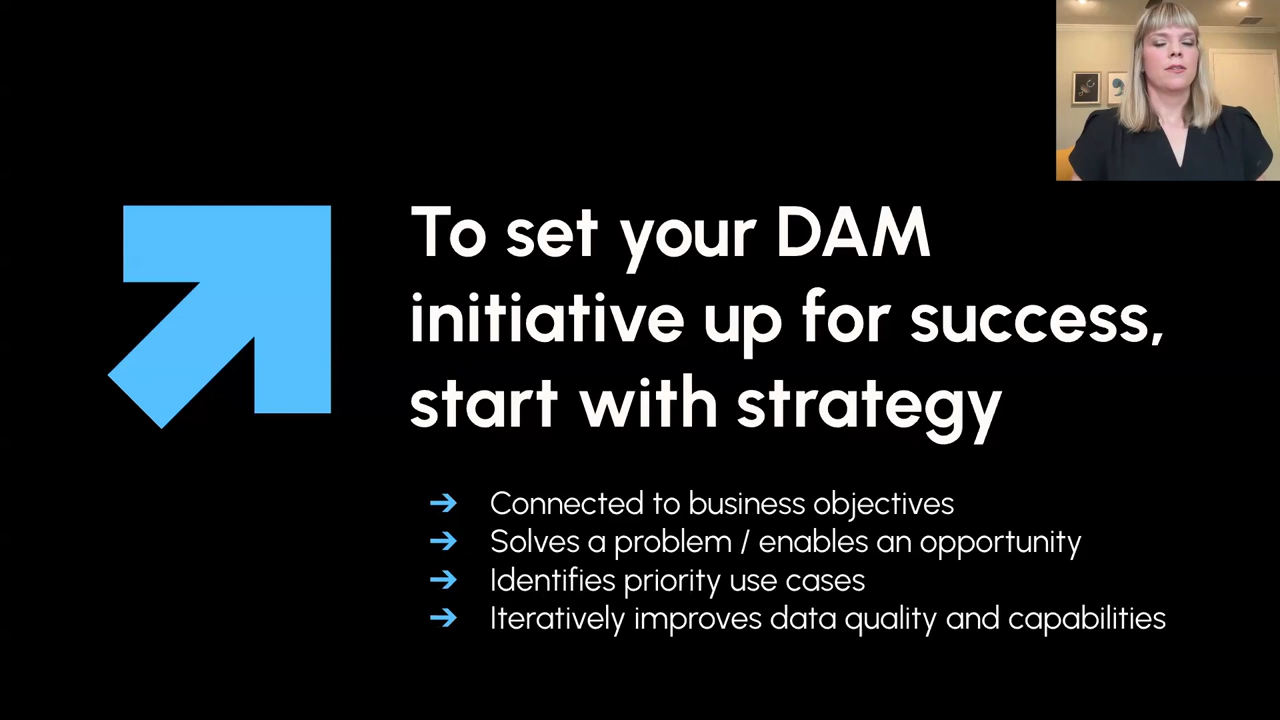 To set your DAM
initiative up for success,
start with strategy
➔ Connected to business objectives
➔ Solves a problem / enables an opportunity
➔ Identifies priority use cases
➔ Iteratively improves data quality and capabilities